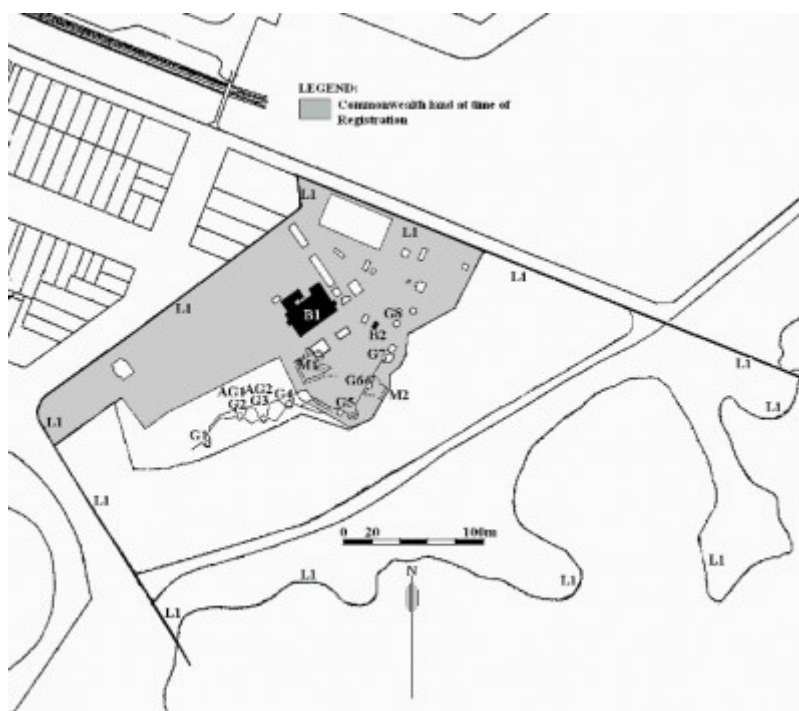 LEGEND:
Commonwealth land at time of
Registration
L1
L1
L1
L1
B1
G8
B2
G7
L1
M1
G6
M2
AG1 AG2
G2 G3 G4 G5
L1
L1
G1
L1
0 20 100m
N
L1
L1
L1
L1